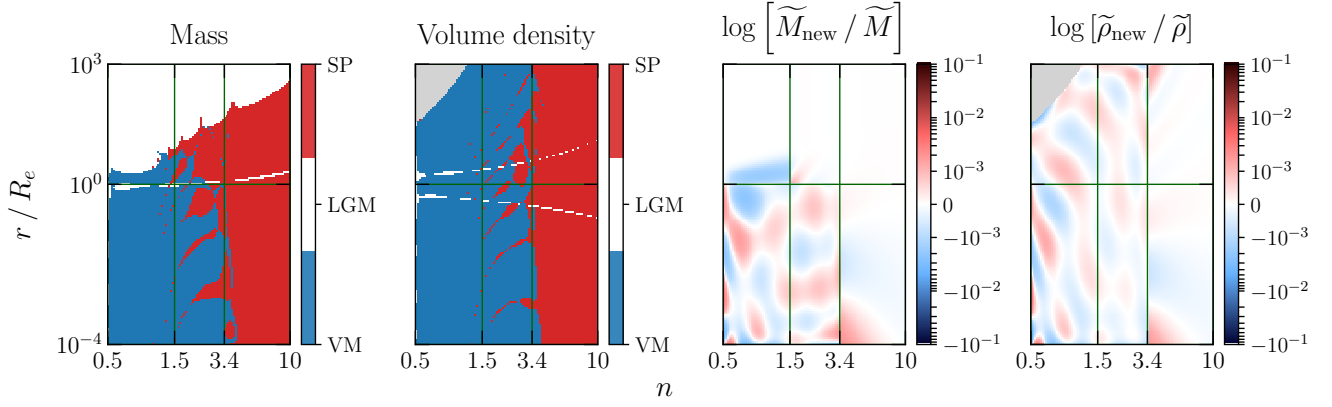 Mass
Volume density
log [M̃_new / M̃]
log [ρ̃_new / ρ̃]
10^3
10^0
10^-4
r / R_e
0.5 1.5 3.4 10
SP
LGM
VM
0.5 1.5 3.4 10
SP
LGM
VM
0.5 1.5 3.4 10
10^-1
10^-2
10^-3
0
−10^-3
−10^-2
−10^-1
0.5 1.5 3.4 10
10^-1
10^-2
10^-3
0
−10^-3
−10^-2
−10^-1
n